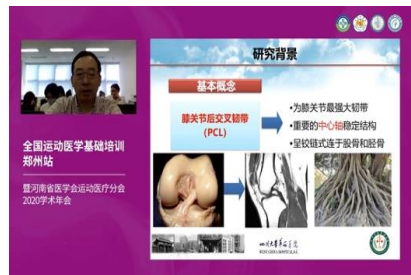 全国运动医学基础培训
郑州站
暨河南省医学会运动医疗分会
2020学术年会
研究背景
基本概念
膝关节后交叉韧带
(PCL)
•为膝关节最强大韧带
•重要的中心轴稳定结构
•呈铰链式连于股骨和胫骨